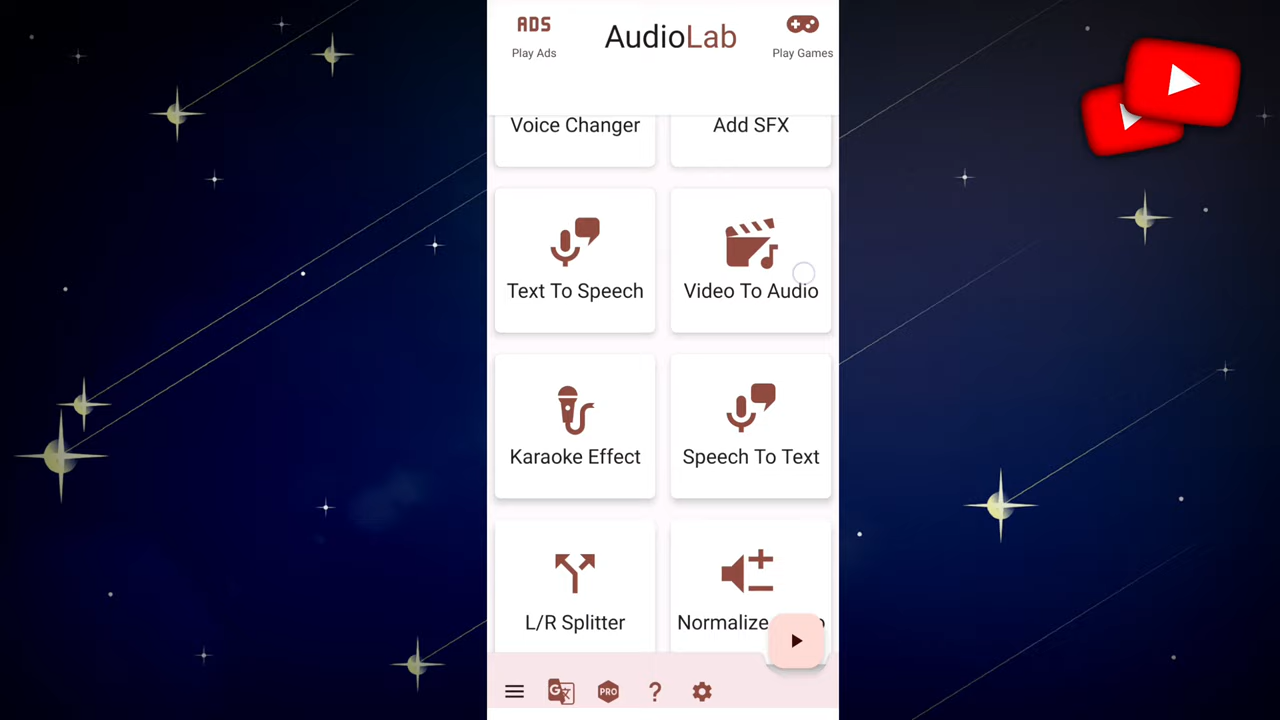 ADS
Play Ads
AudioLab
Play Games
Voice Changer
Add SFX
Text To Speech
Video To Audio
Karaoke Effect
Speech To Text
L/R Splitter
Normalize
PRO
?